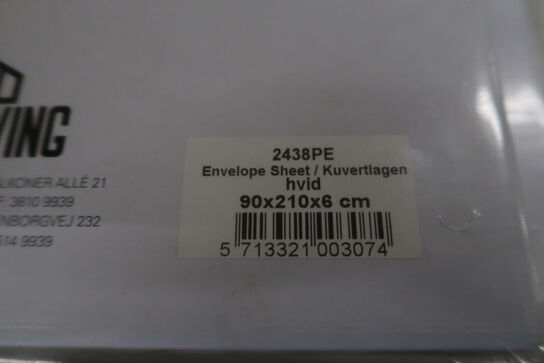 VING
ALKONER ALLÉ 21
F: 3810 9939
ENBORGVEJ 232
614 9939
2438PE
Envelope Sheet / Kuvertlagen
hvid
90x210x6 cm
5 713321 003074